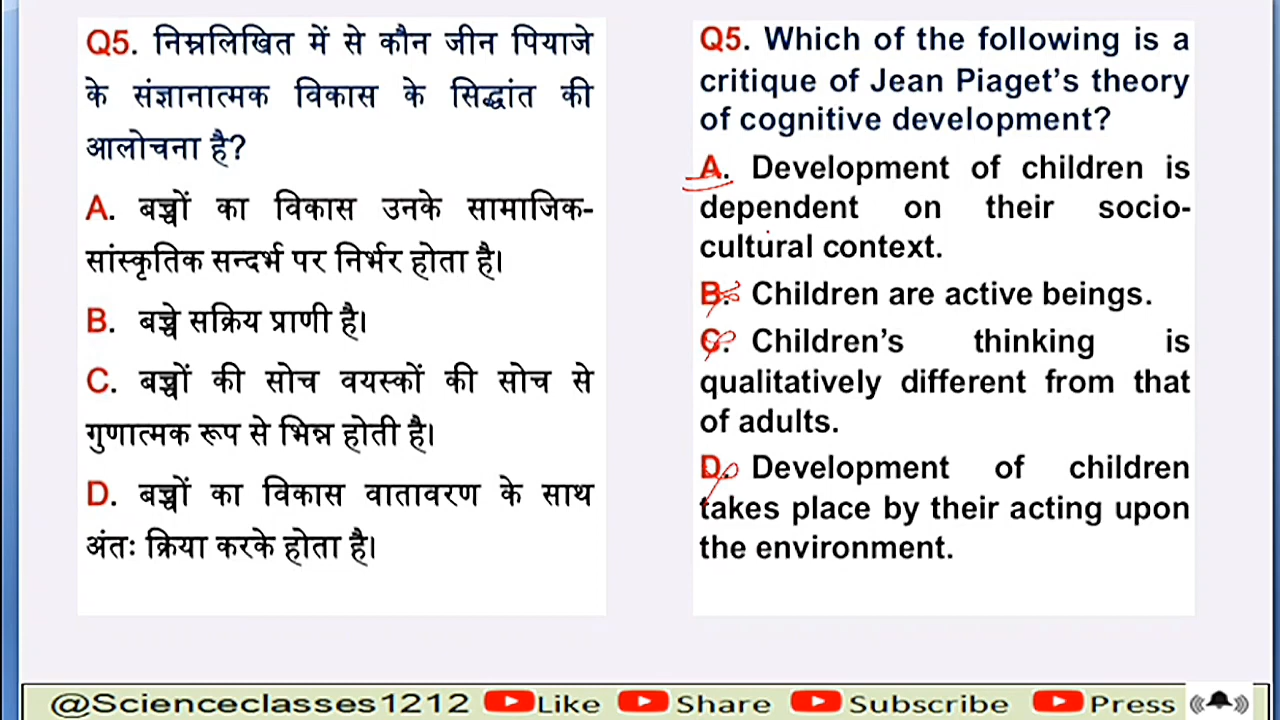 Q5. निम्नलिखित में से कौन जीन पियाजे
के संज्ञानात्मक विकास के सिद्धांत की
आलोचना है?
A. बच्चों का विकास उनके सामाजिक-
सांस्कृतिक सन्दर्भ पर निर्भर होता है।
B. बच्चे सक्रिय प्राणी है।
C. बच्चों की सोच वयस्कों की सोच से
गुणात्मक रूप से भिन्न होती है।
D. बच्चों का विकास वातावरण के साथ
अंतः क्रिया करके होता है।
Q5. Which of the following is a
critique of Jean Piaget's theory
of cognitive development?
A. Development of children is
dependent on their socio-
cultural context.
B. Children are active beings.
C. Children's thinking is
qualitatively different from that
of adults.
D. Development of children
takes place by their acting upon
the environment.
@Scienceclasses1212 Like Share Subscribe Press